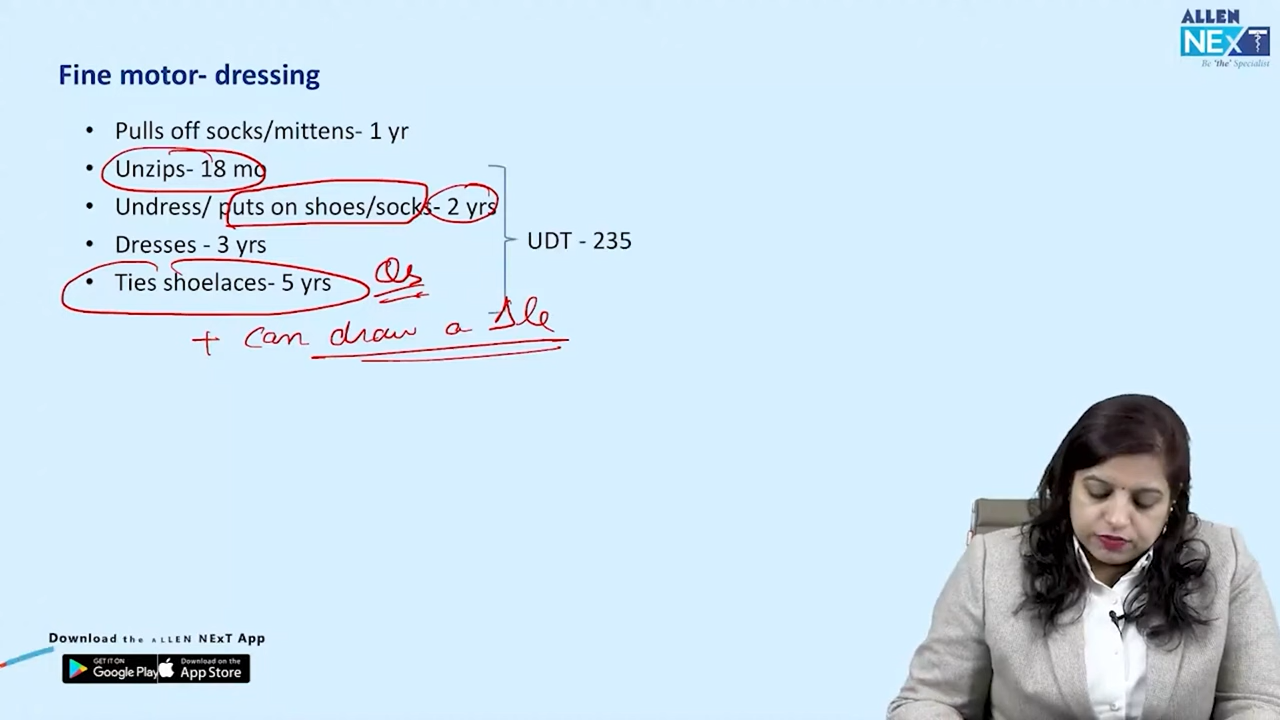 ALLEN
NExT
Be 'the' Specialist
Fine motor- dressing
• Pulls off socks/mittens- 1 yr
• Unzips- 18 mo
• Undress/ puts on shoes/socks- 2 yrs
• Dresses - 3 yrs
UDT - 235
• Ties shoelaces- 5 yrs
Qs
+ can draw a Δle
Download the ALLEN NExT App
GET IT ON
Google Play
Download on the
App Store